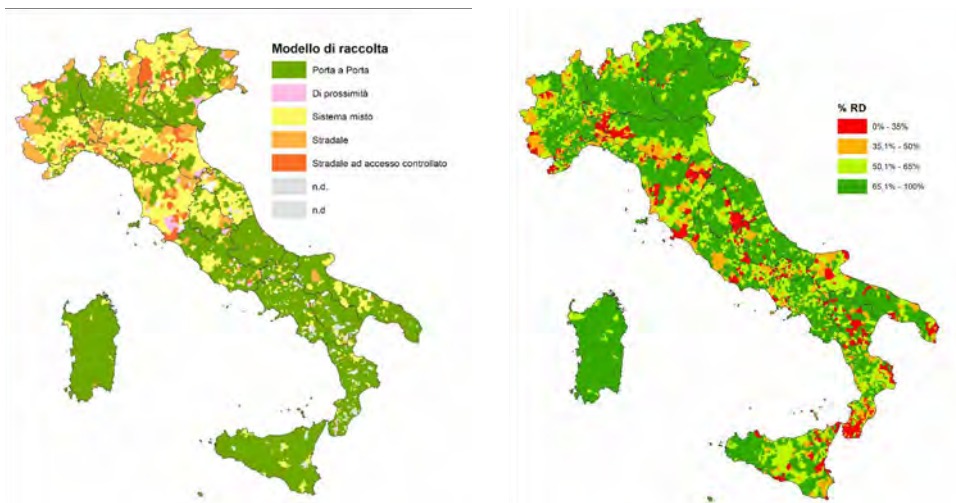 Modello di raccolta
Porta a Porta
Di prossimità
Sistema misto
Stradale
Stradale ad accesso controllato
n.d.
n.d
% RD
0% - 35%
35,1% - 50%
50,1% - 65%
65,1% - 100%